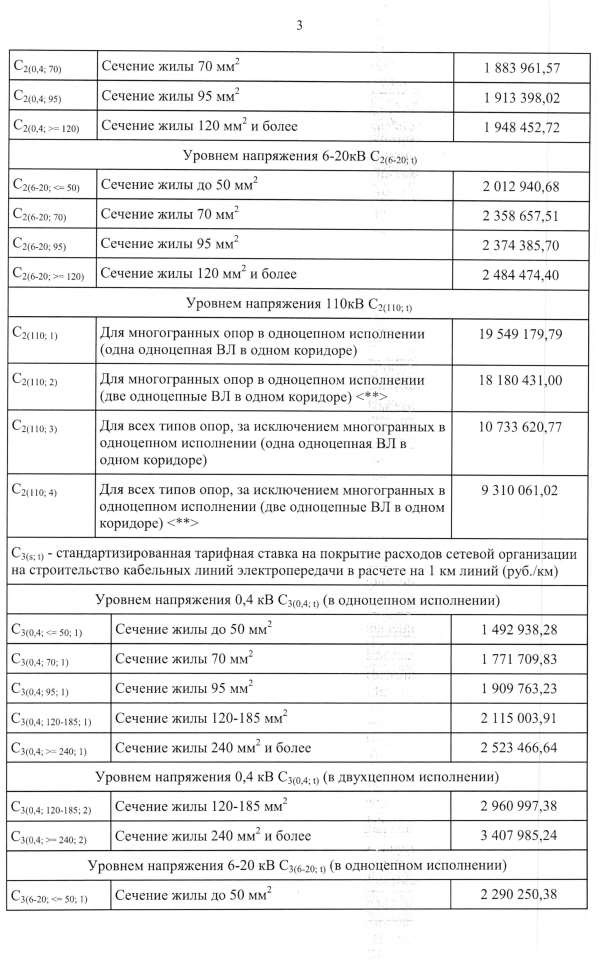 3
C2(0,4; 70) Сечение жилы 70 мм2 1 883 961,57
C2(0,4; 95) Сечение жилы 95 мм2 1 913 398,02
C2(0,4; >= 120) Сечение жилы 120 мм2 и более 1 948 452,72
Уровнем напряжения 6-20кВ C2(6-20; t)
C2(6-20; <= 50) Сечение жилы до 50 мм2 2 012 940,68
C2(6-20; 70) Сечение жилы 70 мм2 2 358 657,51
C2(6-20; 95) Сечение жилы 95 мм2 2 374 385,70
C2(6-20; >= 120) Сечение жилы 120 мм2 и более 2 484 474,40
Уровнем напряжения 110кВ C2(110; t)
C2(110; 1) Для многогранных опор в одноцепном исполнении 19 549 179,79
(одна одноцепная ВЛ в одном коридоре)
C2(110; 2) Для многогранных опор в одноцепном исполнении 18 180 431,00
(две одноцепные ВЛ в одном коридоре) <**>
C2(110; 3) Для всех типов опор, за исключением многогранных в 10 733 620,77
одноцепном исполнении (одна одноцепная ВЛ в
одном коридоре)
C2(110; 4) Для всех типов опор, за исключением многогранных в 9 310 061,02
одноцепном исполнении (две одноцепные ВЛ в одном
коридоре) <**>
C3(s; t) - стандартизированная тарифная ставка на покрытие расходов сетевой организации
на строительство кабельных линий электропередачи в расчете на 1 км линий (руб./км)
Уровнем напряжения 0,4 кВ C3(0,4; t) (в одноцепном исполнении)
C3(0,4; <= 50; 1) Сечение жилы до 50 мм2 1 492 938,28
C3(0,4; 70; 1) Сечение жилы 70 мм2 1 771 709,83
C3(0,4; 95; 1) Сечение жилы 95 мм2 1 909 763,23
C3(0,4; 120-185; 1) Сечение жилы 120-185 мм2 2 115 003,91
C3(0,4; >= 240; 1) Сечение жилы 240 мм2 и более 2 523 466,64
Уровнем напряжения 0,4 кВ C3(0,4; t) (в двухцепном исполнении)
C3(0,4; 120-185; 2) Сечение жилы 120-185 мм2 2 960 997,38
C3(0,4; >= 240; 2) Сечение жилы 240 мм2 и более 3 407 985,24
Уровнем напряжения 6-20 кВ C3(6-20; t) (в одноцепном исполнении)
C3(6-20; <= 50; 1) Сечение жилы до 50 мм2 2 290 250,38